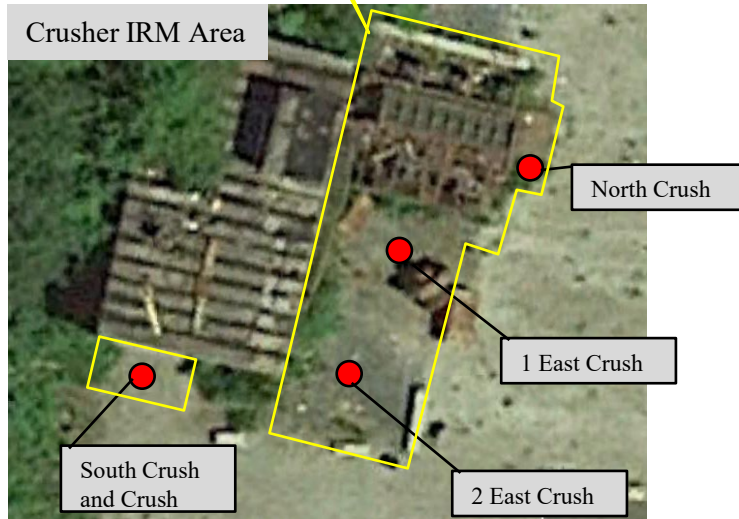 Crusher IRM Area
North Crush
1 East Crush
South Crush
and Crush
2 East Crush